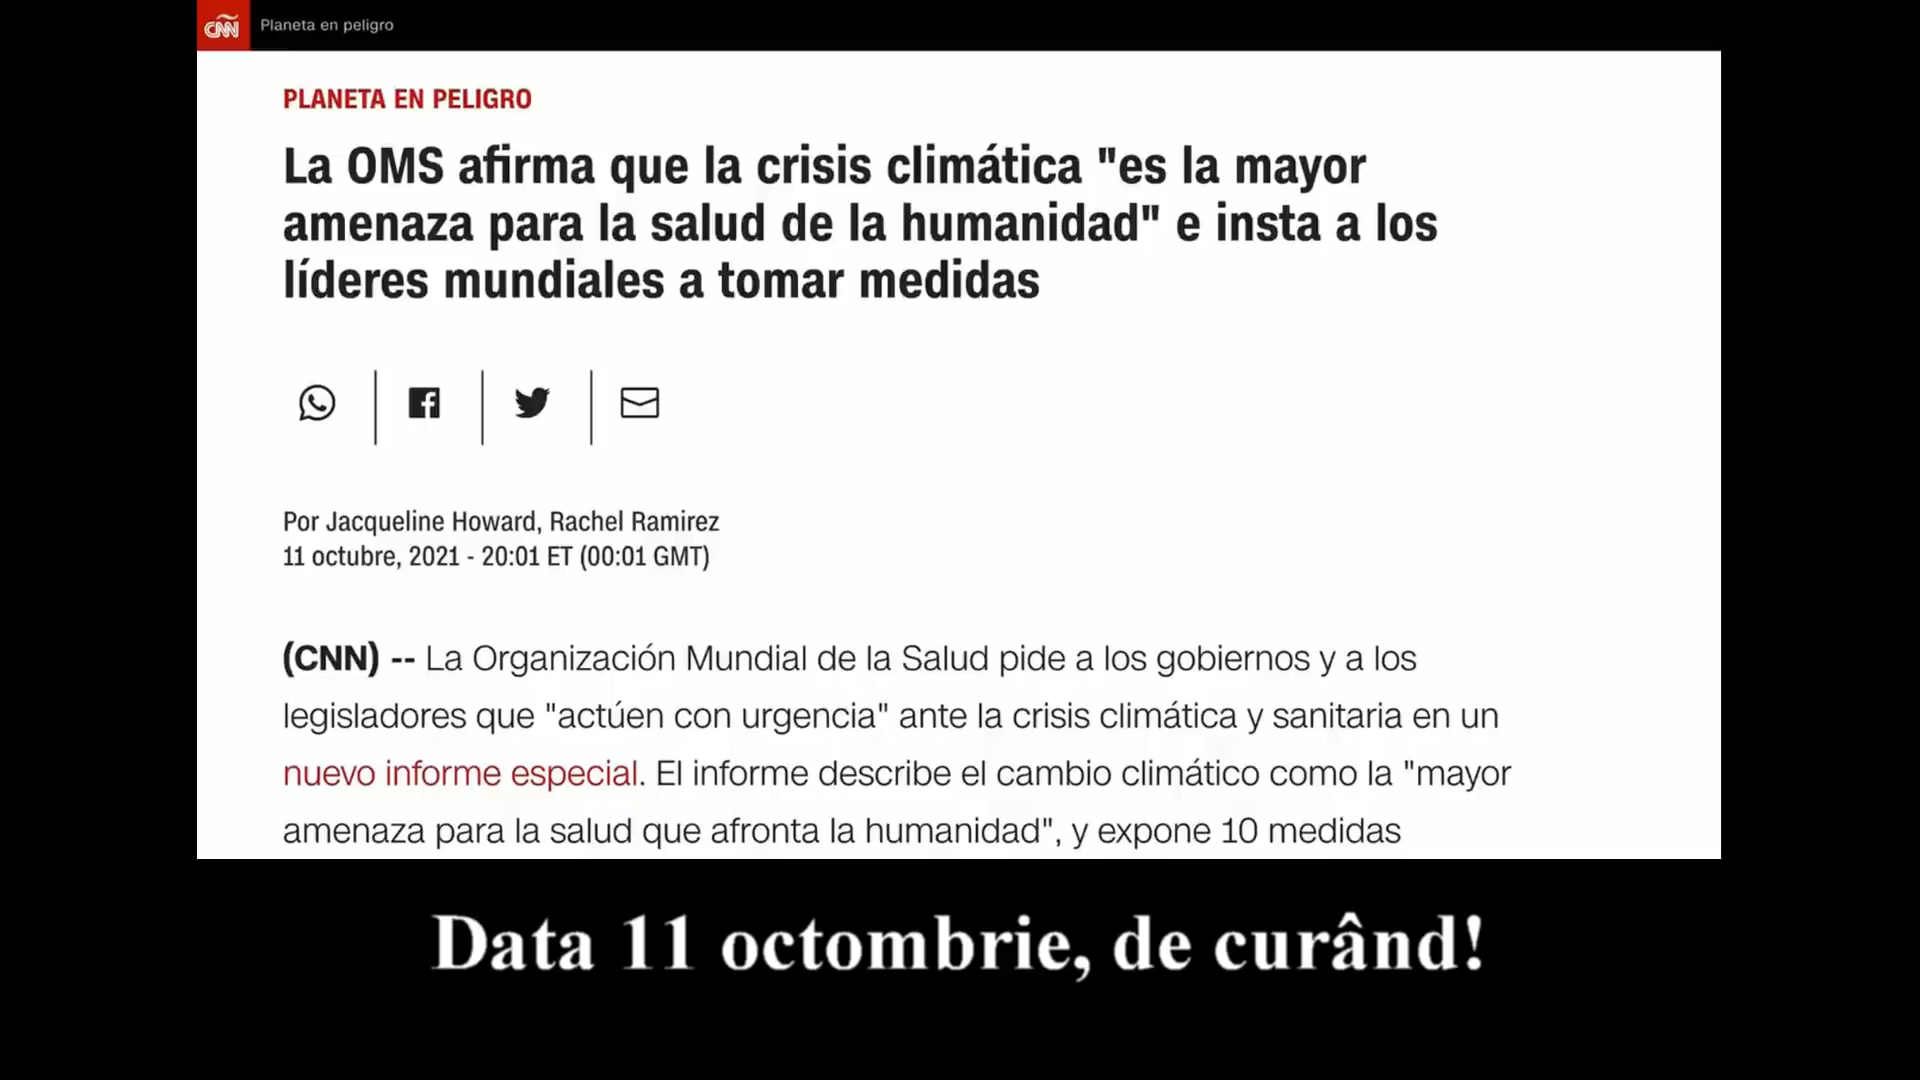 CNN Planeta en peligro
PLANETA EN PELIGRO
La OMS afirma que la crisis climática "es la mayor
amenaza para la salud de la humanidad" e insta a los
líderes mundiales a tomar medidas
Por Jacqueline Howard, Rachel Ramirez
11 octubre, 2021 - 20:01 ET (00:01 GMT)
(CNN) -- La Organización Mundial de la Salud pide a los gobiernos y a los
legisladores que "actúen con urgencia" ante la crisis climática y sanitaria en un
nuevo informe especial. El informe describe el cambio climático como la "mayor
amenaza para la salud que afronta la humanidad", y expone 10 medidas
Data 11 octombrie, de curând!